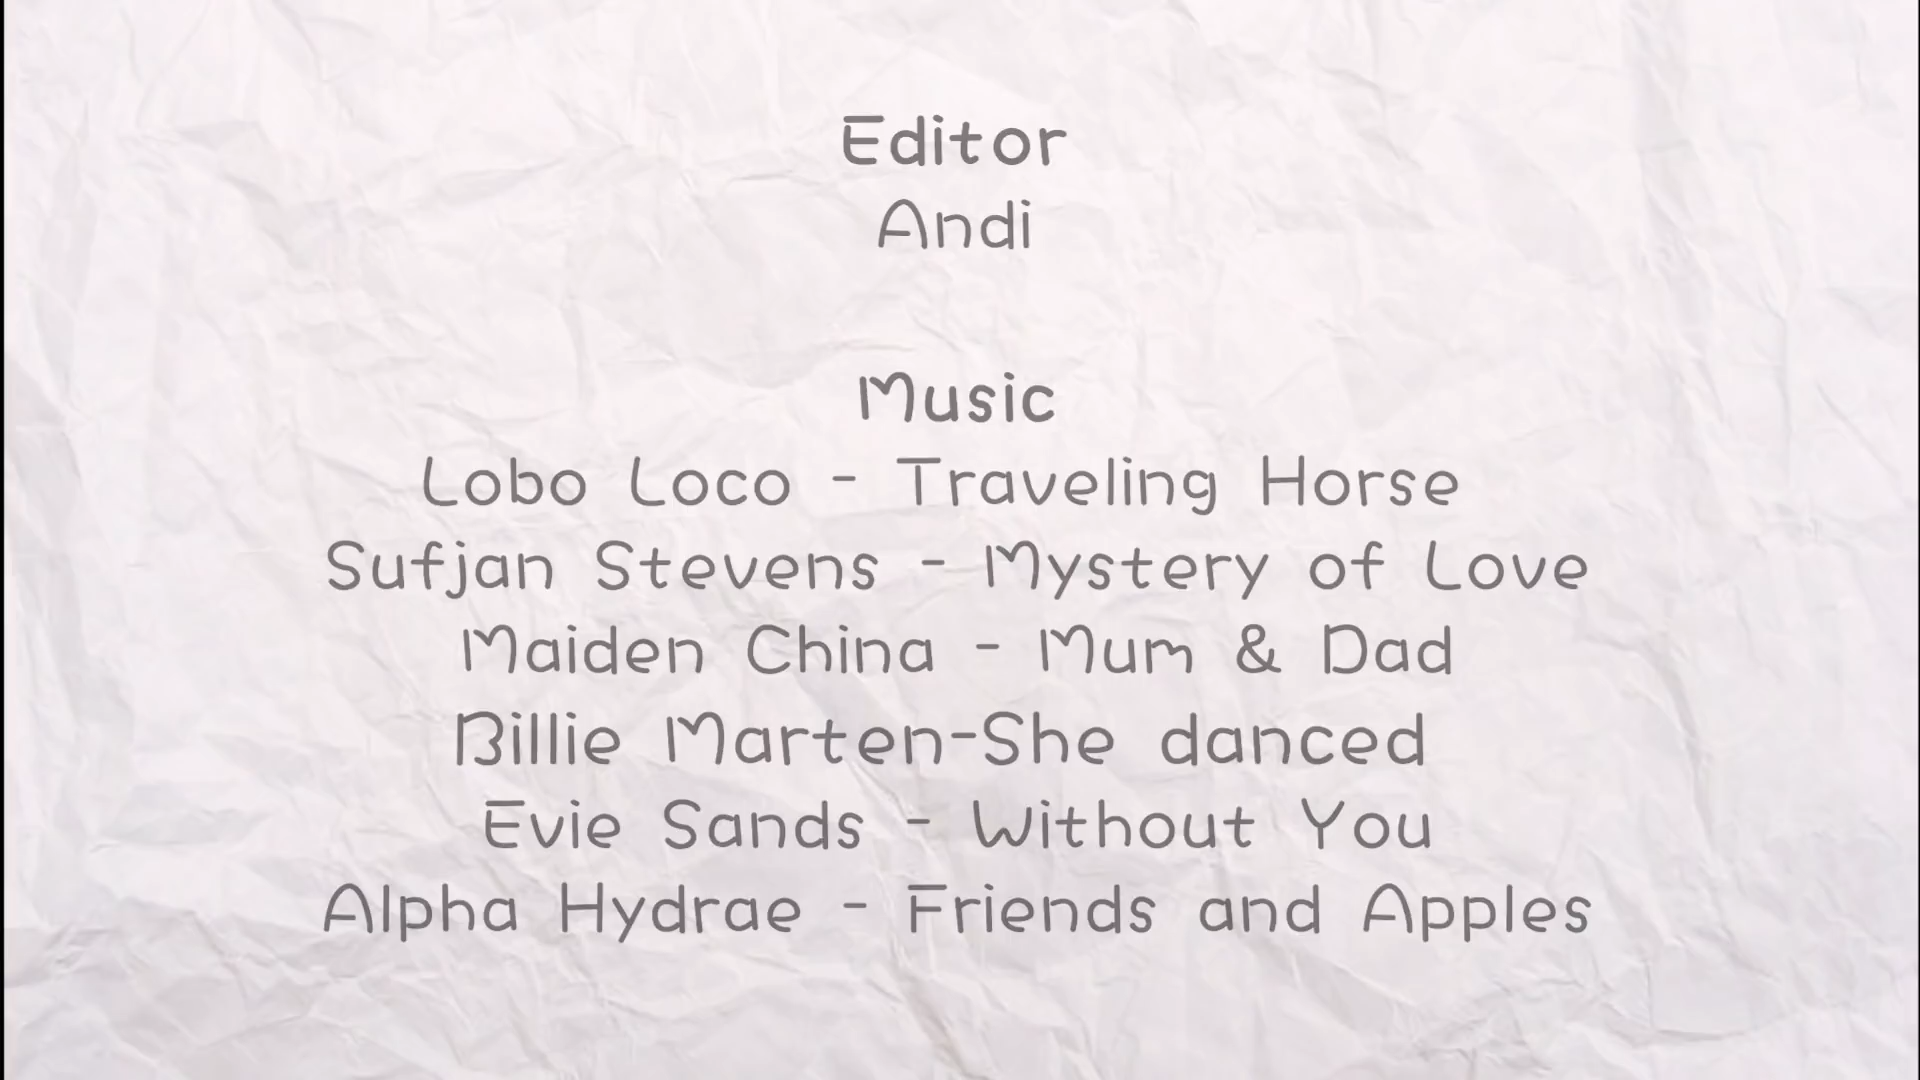 Editor
Andi
Music
Lobo Loco - Traveling Horse
Sufjan Stevens - Mystery of Love
Maiden China - Mum & Dad
Billie Marten-She danced
Evie Sands - Without You
Alpha Hydrae - Friends and Apples